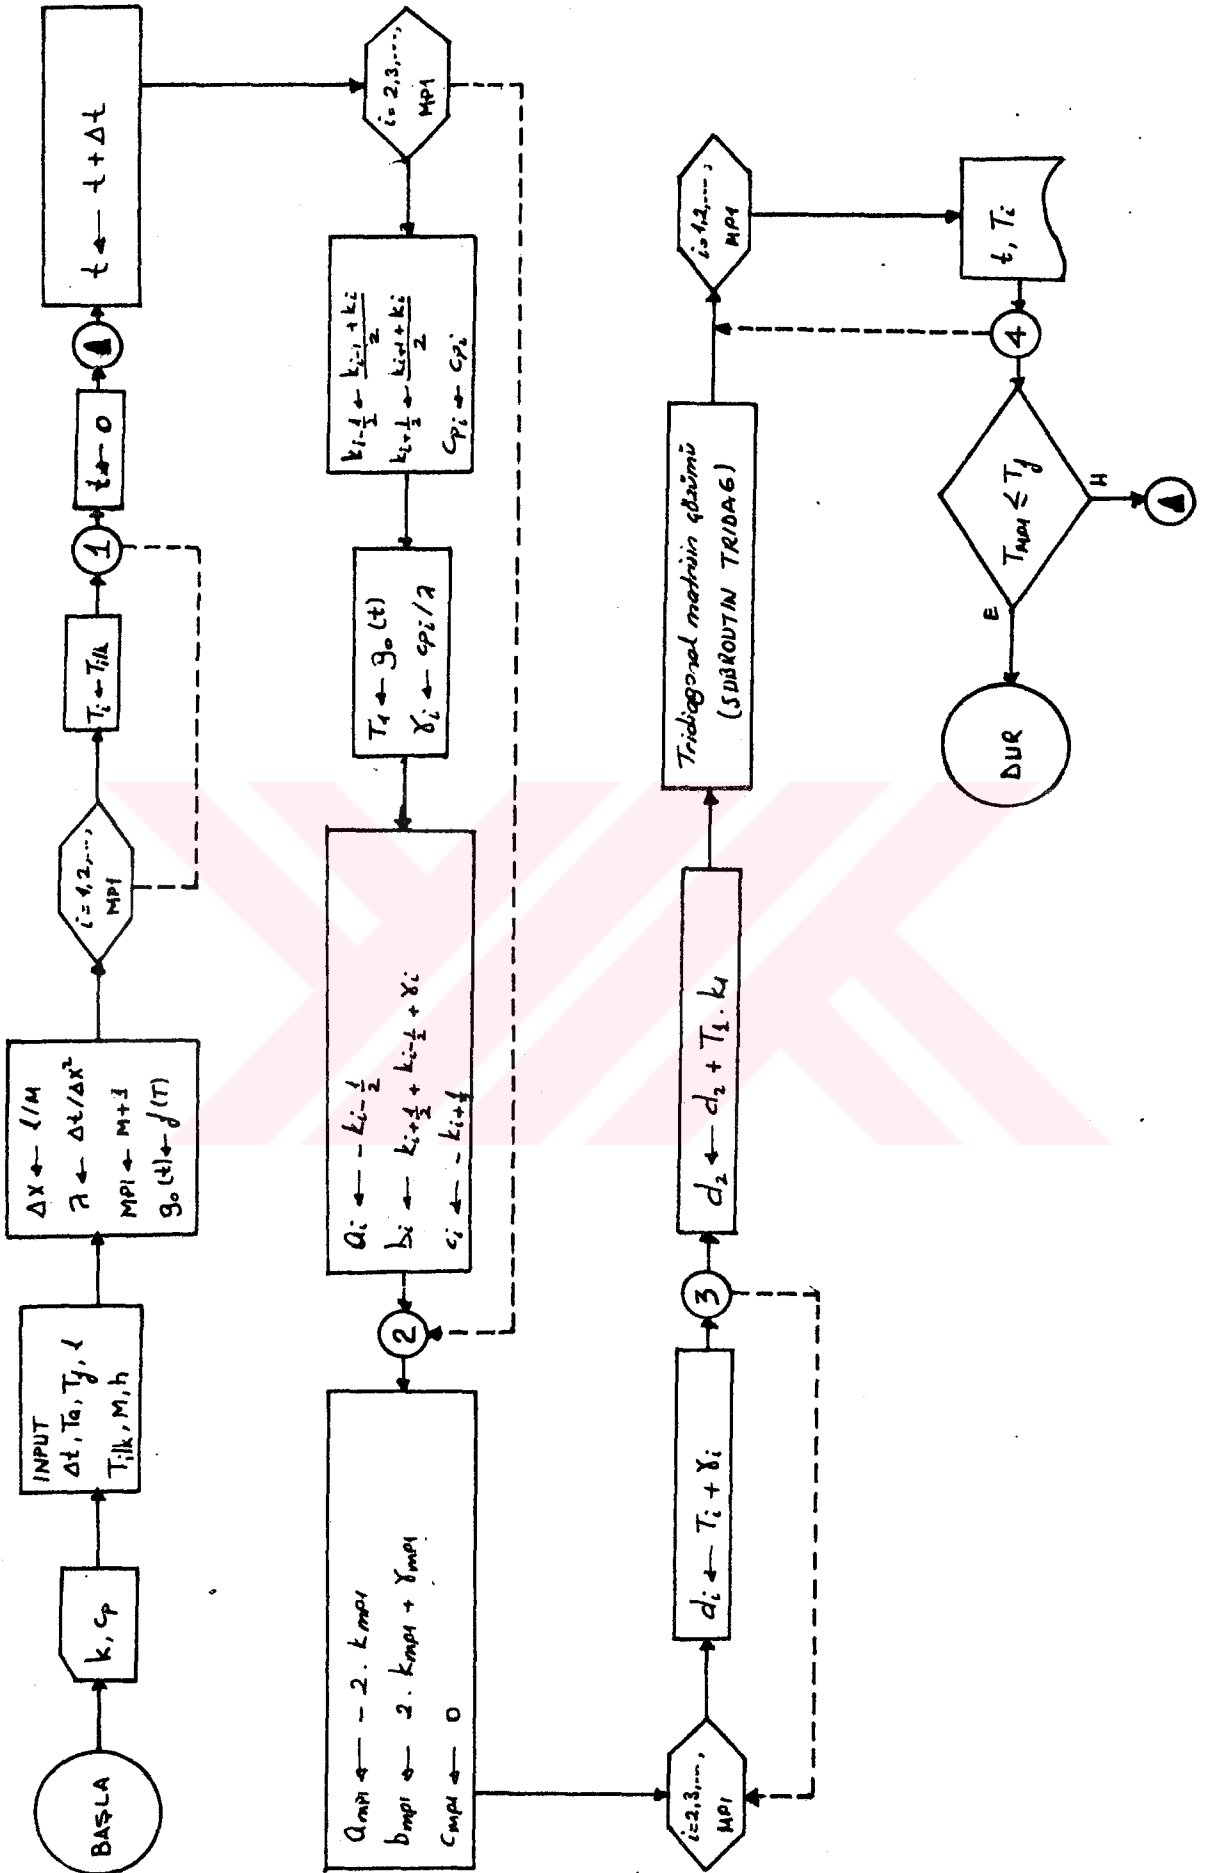 BAŞLA
k, cp
INPUT
Δt, Ta, Tf, l
Tilk, M, h
Δx ← l/M
λ ← Δt/Δx²
MP1 ← M+1
g₀(t) ← f(T)
i = 1,2,...,
MP1
Tᵢ ← Tilk
1
t ← 0
A
t ← t + Δt
i = 2,3,...,
MP1
kᵢ₋½ ← (kᵢ₋₁ + kᵢ)/2
kᵢ₊½ ← (kᵢ₊₁ + kᵢ)/2
cpᵢ ← cpᵢ
T₁ ← g₀(t)
γᵢ ← cpᵢ/λ
aᵢ ← - kᵢ₋½
bᵢ ← kᵢ₊½ + kᵢ₋½ + γᵢ
cᵢ ← - kᵢ₊½
2
aMP1 ← - 2 . kMP1
bMP1 ← 2 . kMP1 + γMP1
cMP1 ← 0
i = 2,3,...,
MP1
dᵢ ← Tᵢ + γᵢ
3
d₂ ← d₂ + T₁ . k₁
Tridiagonal matrisin çözümü
(SUBROUTIN TRIDAG)
i = 1,2,...,
MP1
t, Tᵢ
4
TMP1 ≤ Tf
E
H
DUR
A